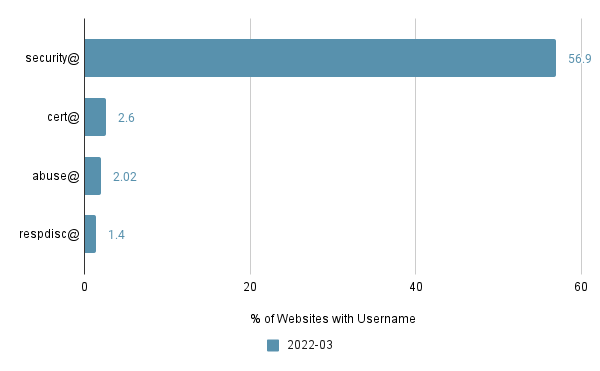 security@ 56.9
cert@ 2.6
abuse@ 2.02
respdisc@ 1.4
0 20 40 60
% of Websites with Username
2022-03